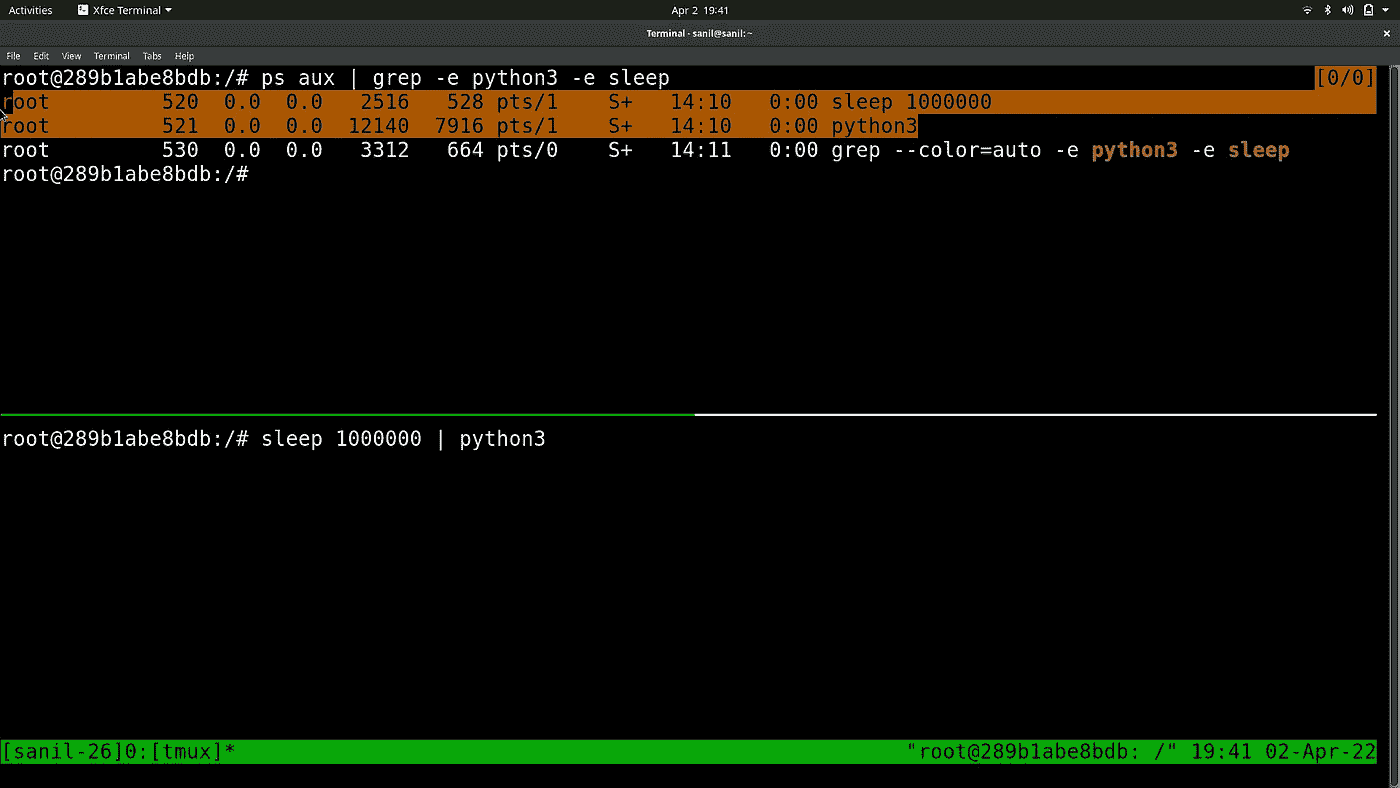 Activities Xfce Terminal Apr 2 19:41
Terminal - sanil@sanil: ~
File Edit View Terminal Tabs Help
root@289b1abe8bdb:/# ps aux | grep -e python3 -e sleep [0/0]
root 520 0.0 0.0 2516 528 pts/1 S+ 14:10 0:00 sleep 1000000
root 521 0.0 0.0 12140 7916 pts/1 S+ 14:10 0:00 python3
root 530 0.0 0.0 3312 664 pts/0 S+ 14:11 0:00 grep --color=auto -e python3 -e sleep
root@289b1abe8bdb:/#
root@289b1abe8bdb:/# sleep 1000000 | python3
[sanil-26]0:[tmux]* "root@289b1abe8bdb: /" 19:41 02-Apr-22